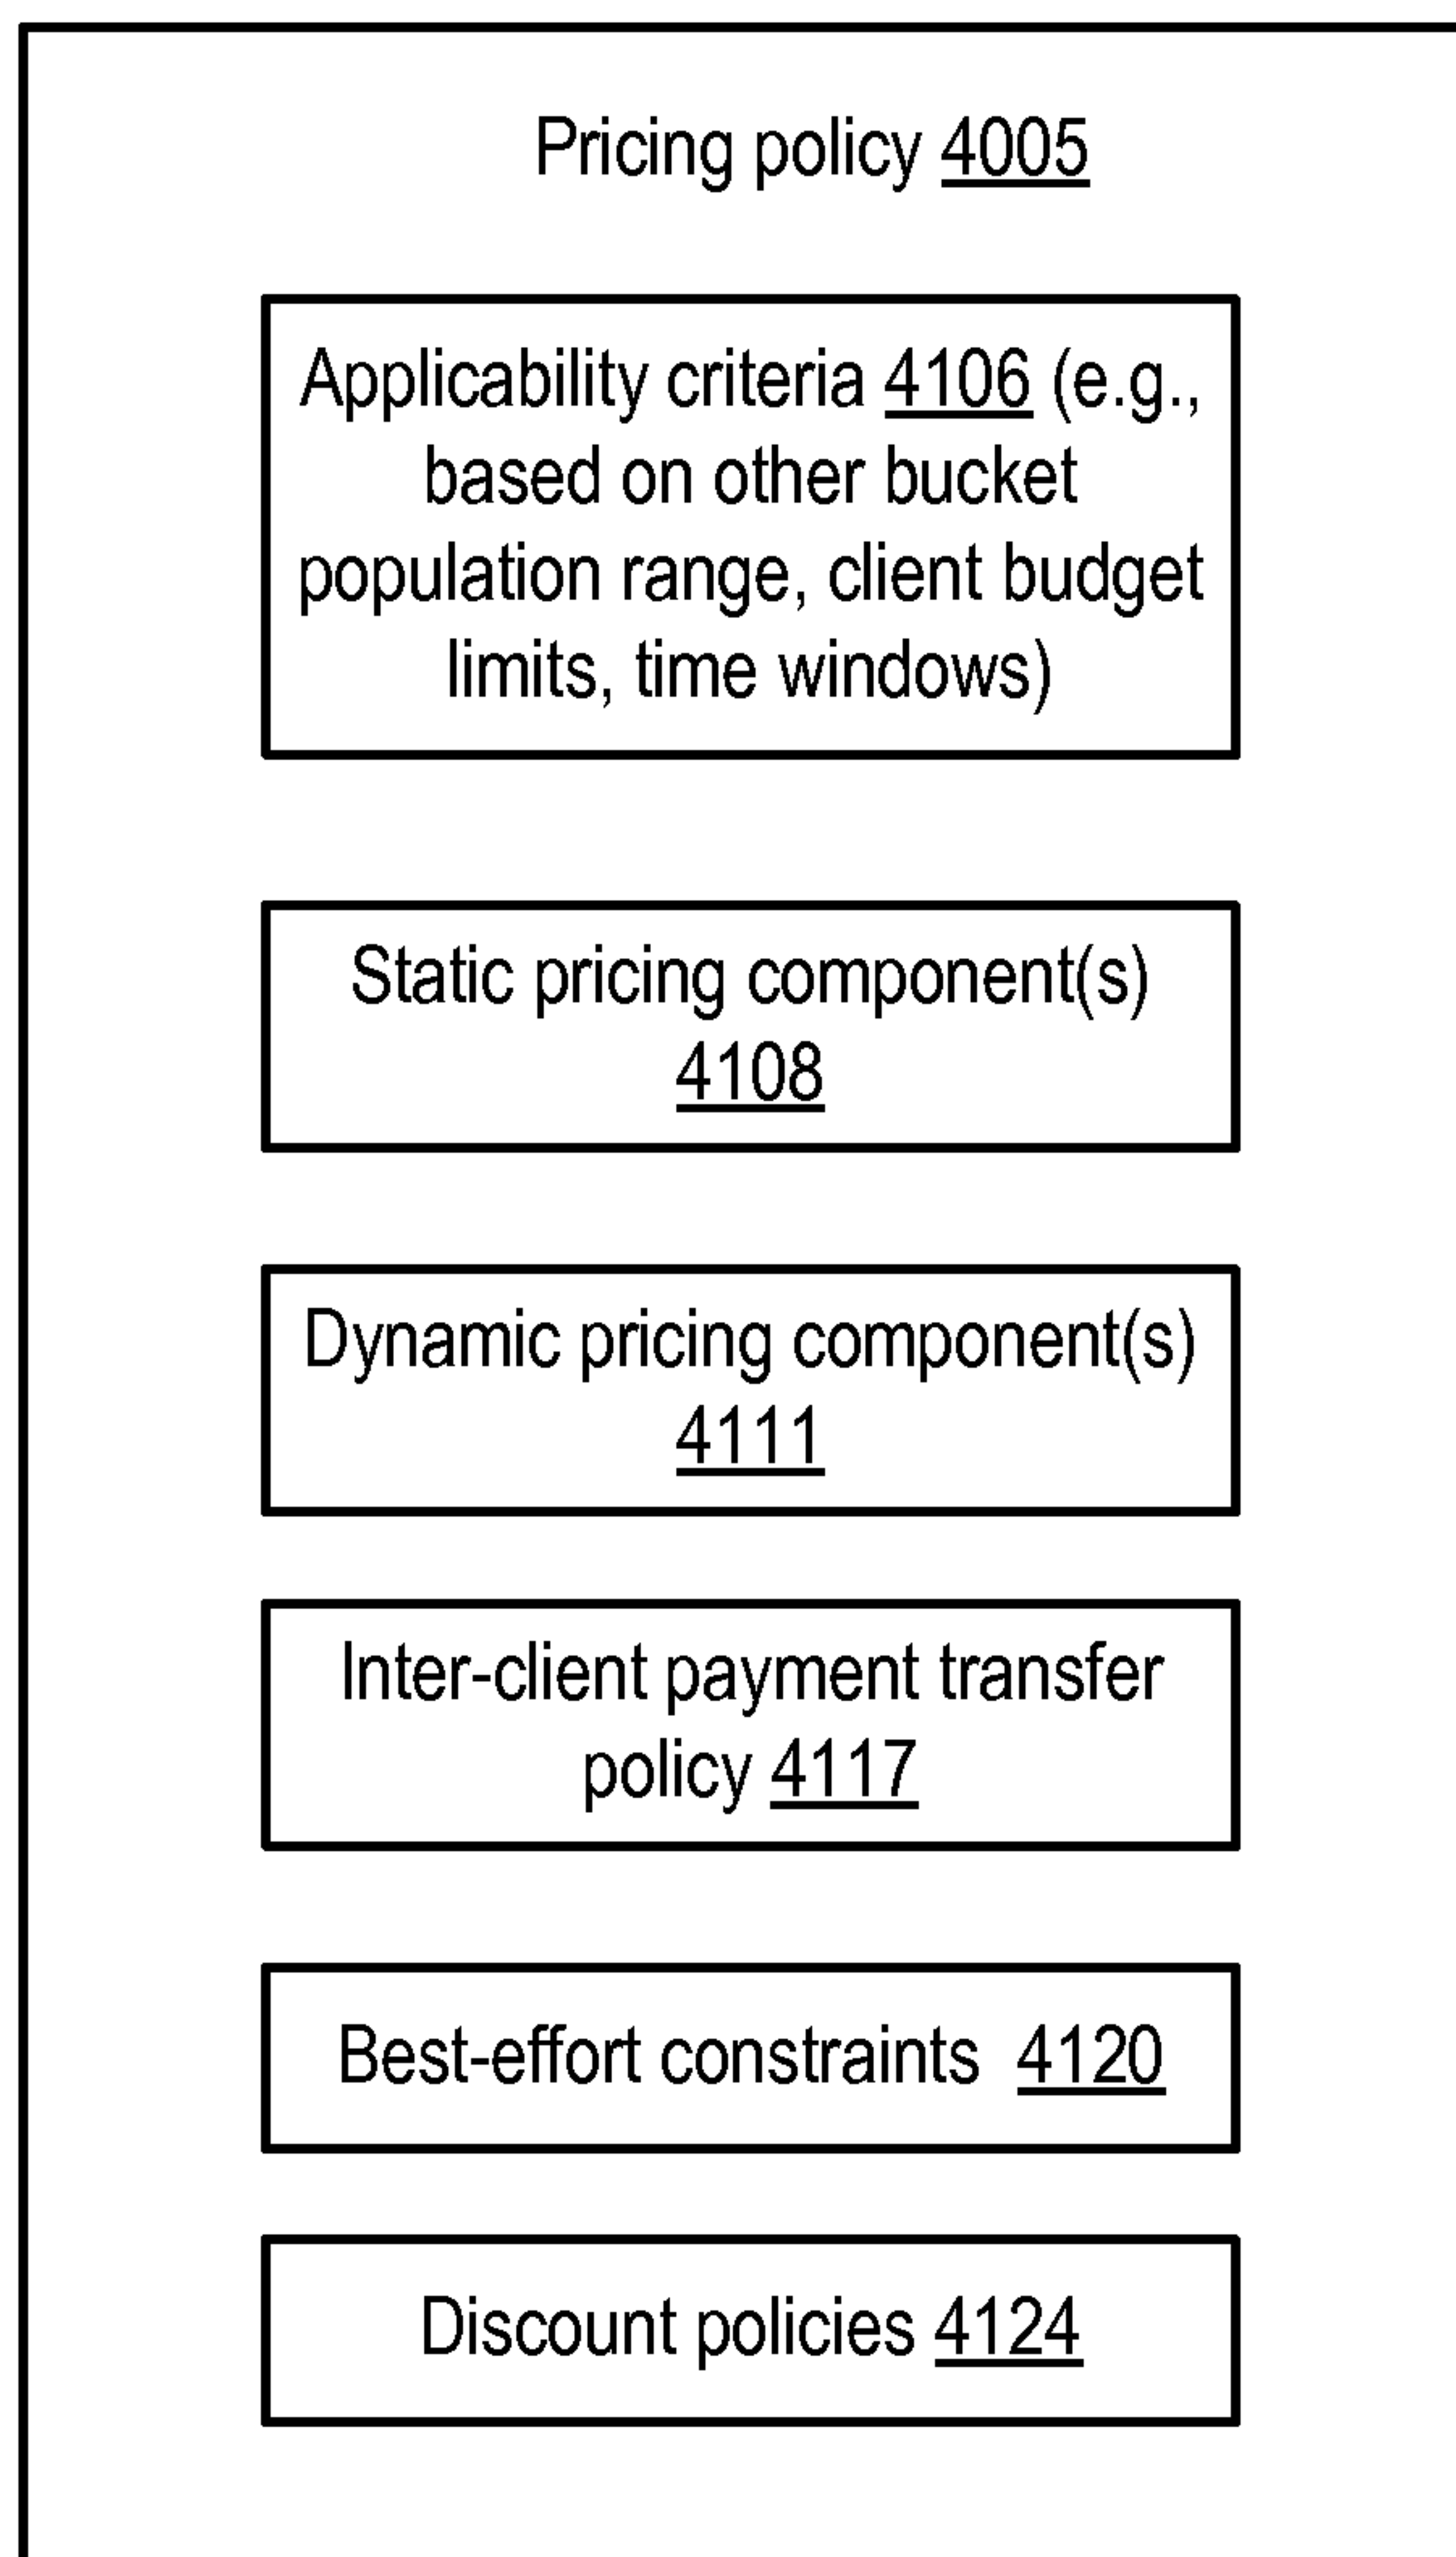 Pricing policy 4005
Applicability criteria 4106 (e.g.,
based on other bucket
population range, client budget
limits, time windows)
Static pricing component(s)
4108
Dynamic pricing component(s)
4111
Inter-client payment transfer
policy 4117
Best-effort constraints 4120
Discount policies 4124